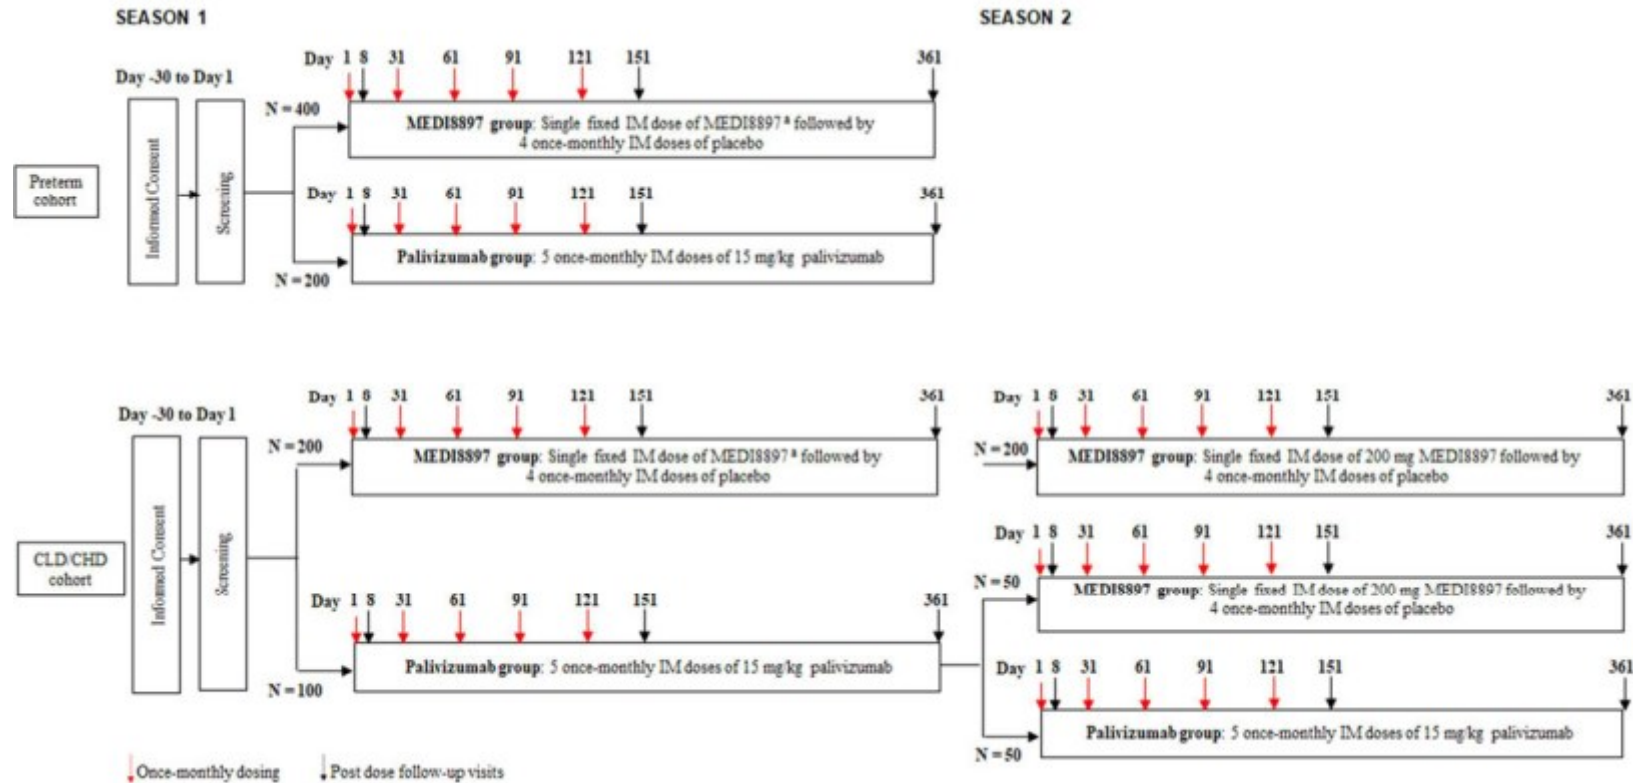 SEASON 1
SEASON 2
Day -30 to Day 1
Preterm cohort
Informed Consent
Screening
N = 400
Day 1 8 31 61 91 121 151 361
MEDI8897 group: Single fixed IM dose of MEDI8897 ª followed by
4 once-monthly IM doses of placebo
Day 1 8 31 61 91 121 151 361
Palivizumab group: 5 once-monthly IM doses of 15 mg/kg palivizumab
N = 200
Day -30 to Day 1
CLD/CHD
cohort
Informed Consent
Screening
N = 200
Day 1 8 31 61 91 121 151 361
MEDI8897 group: Single fixed IM dose of MEDI8897 ª followed by
4 once-monthly IM doses of placebo
Day 1 8 31 61 91 121 151 361
Palivizumab group: 5 once-monthly IM doses of 15 mg/kg palivizumab
N = 100
Day 1 8 31 61 91 121 151 361
N = 200
MEDI8897 group: Single fixed IM dose of 200 mg MEDI8897 followed by
4 once-monthly IM doses of placebo
Day 1 8 31 61 91 121 151 361
N = 50
MEDI8897 group: Single fixed IM dose of 200 mg MEDI8897 followed by
4 once-monthly IM doses of placebo
Day 1 8 31 61 91 121 151 361
Palivizumab group: 5 once-monthly IM doses of 15 mg/kg palivizumab
N = 50
Once-monthly dosing
Post dose follow-up visits